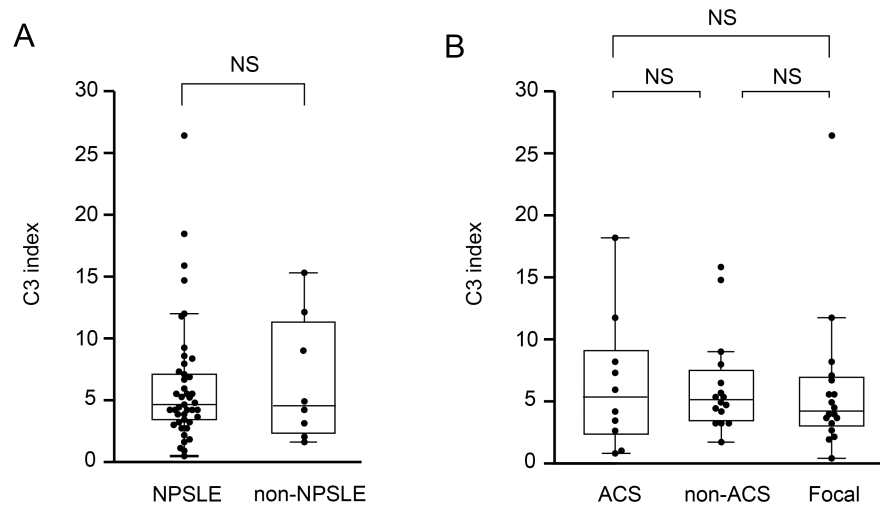 A
NS
30
25
20
15
10
5
0
C3 index
NPSLE
non-NPSLE
B
NS
NS
NS
30
25
20
15
10
5
0
C3 index
ACS
non-ACS
Focal